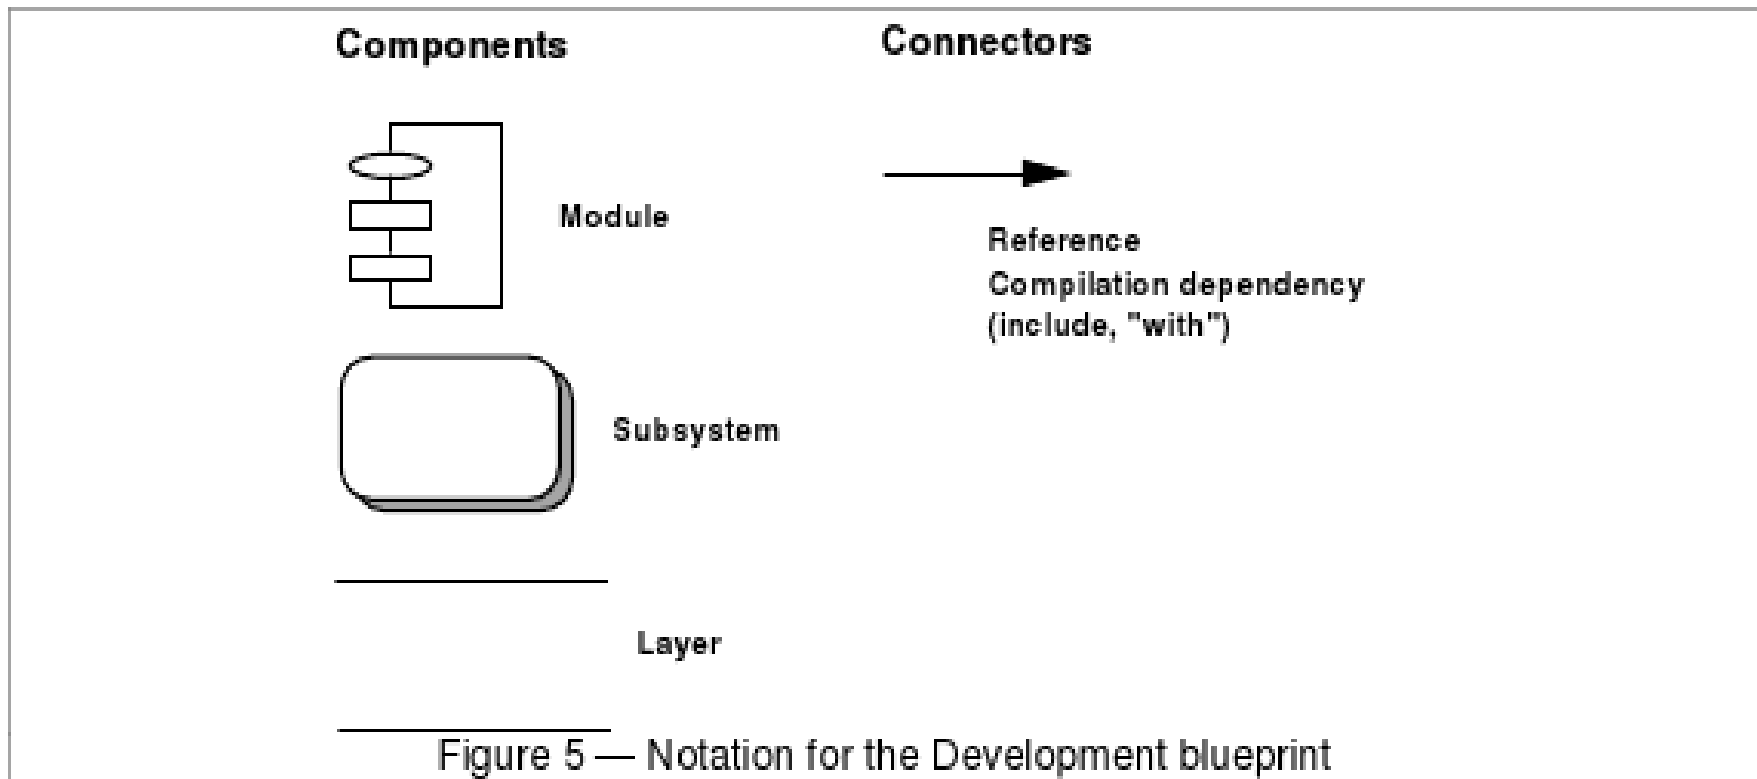 Components
Connectors
Module
Reference
Compilation dependency
(include, "with")
Subsystem
Layer
Figure 5 — Notation for the Development blueprint